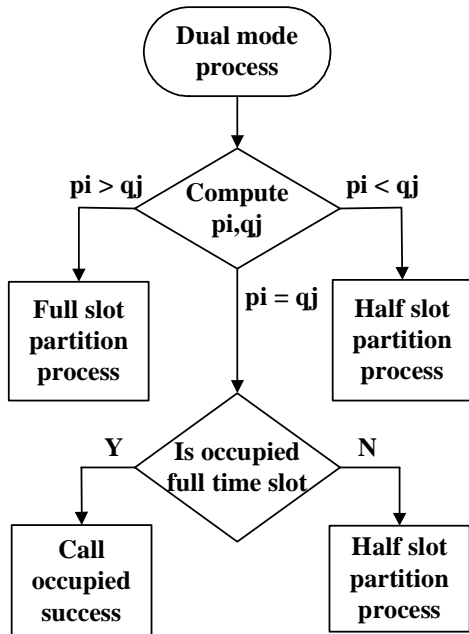 Dual mode
process
pi > qj
Compute
pi,qj
pi < qj
Full slot
partition
process
pi = qj
Half slot
partition
process
Y
Is occupied
full time slot
N
Call
occupied
success
Half slot
partition
process